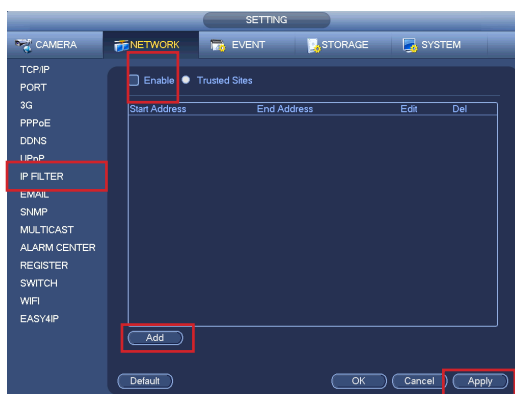 SETTING
CAMERA NETWORK EVENT STORAGE SYSTEM
TCP/IP
PORT
3G
PPPoE
DDNS
UPnP
IP FILTER
EMAIL
SNMP
MULTICAST
ALARM CENTER
REGISTER
SWITCH
WIFI
EASY4IP
Enable Trusted Sites
Start Address End Address Edit Del
Add
Default OK Cancel Apply